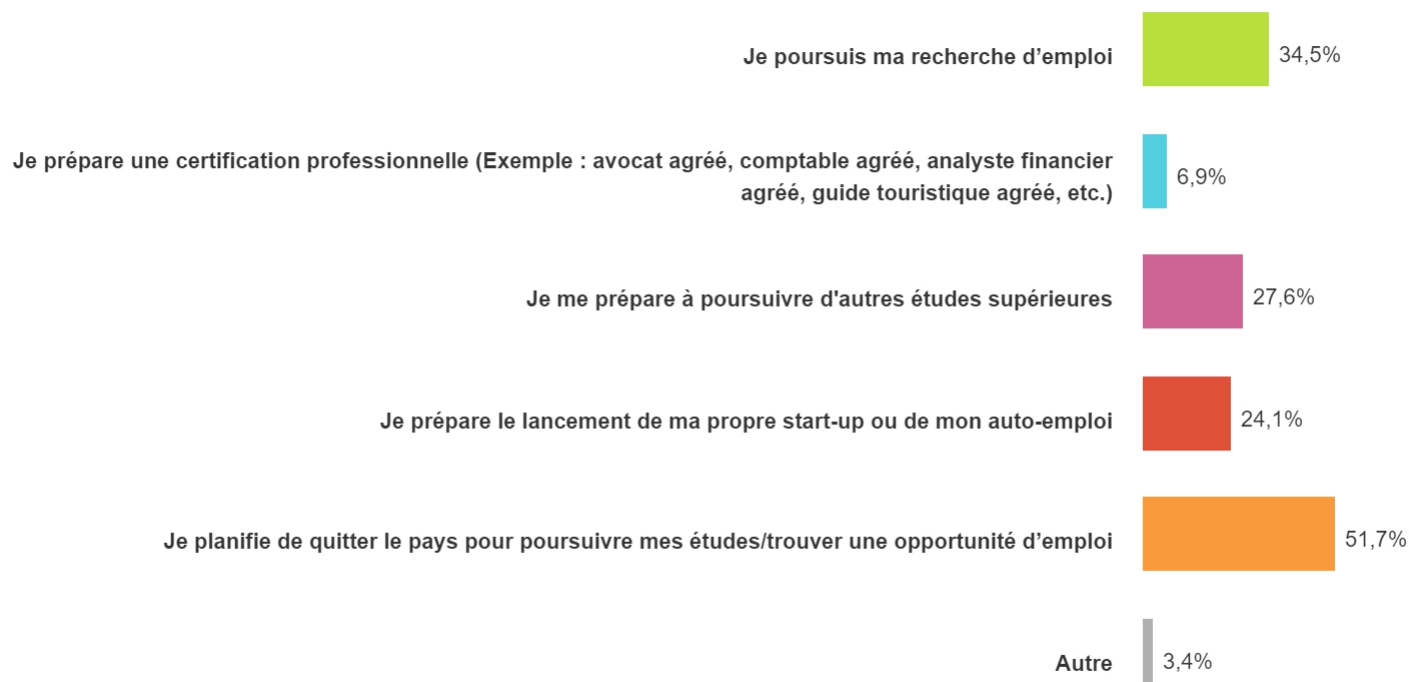 Je poursuis ma recherche d’emploi
34,5%
Je prépare une certification professionnelle (Exemple : avocat agréé, comptable agréé, analyste financier
agréé, guide touristique agréé, etc.)
6,9%
Je me prépare à poursuivre d'autres études supérieures
27,6%
Je prépare le lancement de ma propre start-up ou de mon auto-emploi
24,1%
Je planifie de quitter le pays pour poursuivre mes études/trouver une opportunité d’emploi
51,7%
Autre
3,4%